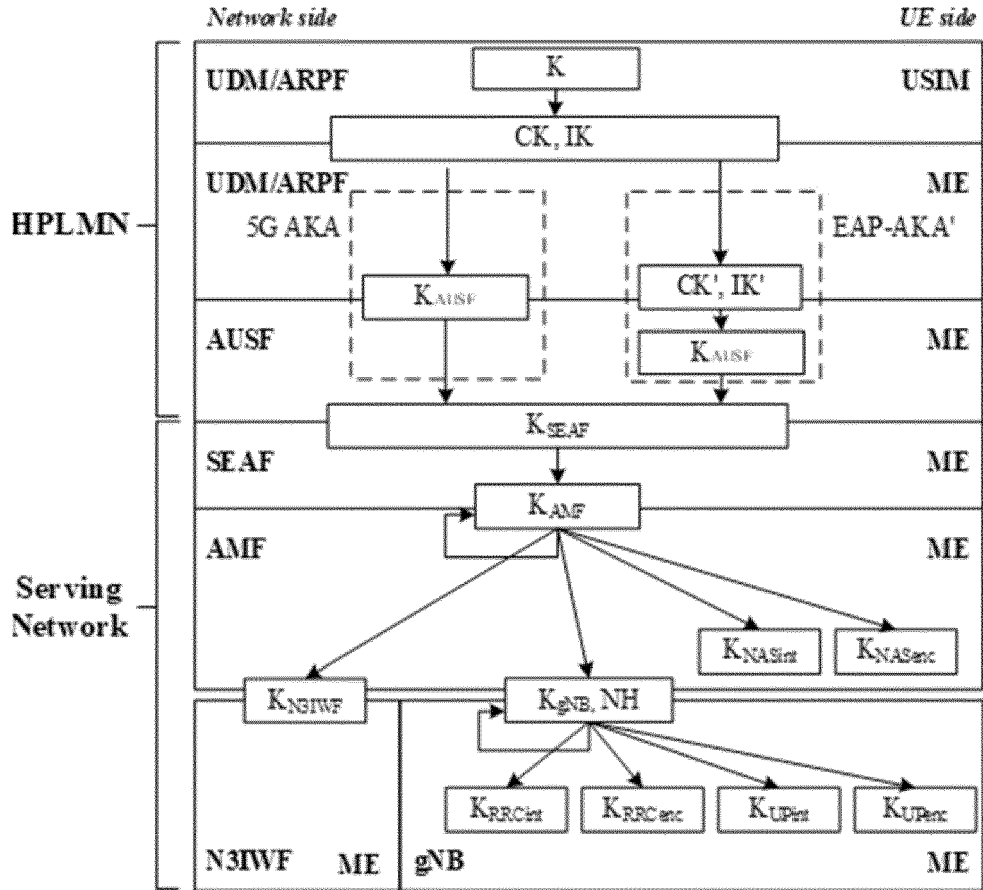 Network side
UE side
UDM/ARPF
K
USIM
CK, IK
UDM/ARPF
ME
HPLMN
5G AKA
EAP-AKA'
KAUSF
CK', IK'
AUSF
KAUSF
ME
KSEAF
SEAF
ME
KAMF
AMF
ME
Serving
Network
KNASint
KNASenc
KN3IWF
KgNB, NH
KRRCint
KRRCenc
KUPint
KUPenc
N3IWF
ME
gNB
ME